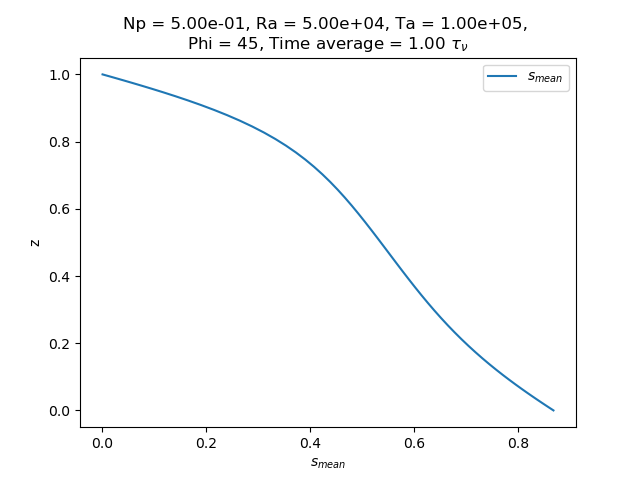 Np = 5.00e-01, Ra = 5.00e+04, Ta = 1.00e+05,
Phi = 45, Time average = 1.00 τ_ν
s_mean
1.0
0.8
0.6
0.4
0.2
0.0
z
0.0 0.2 0.4 0.6 0.8
s_mean